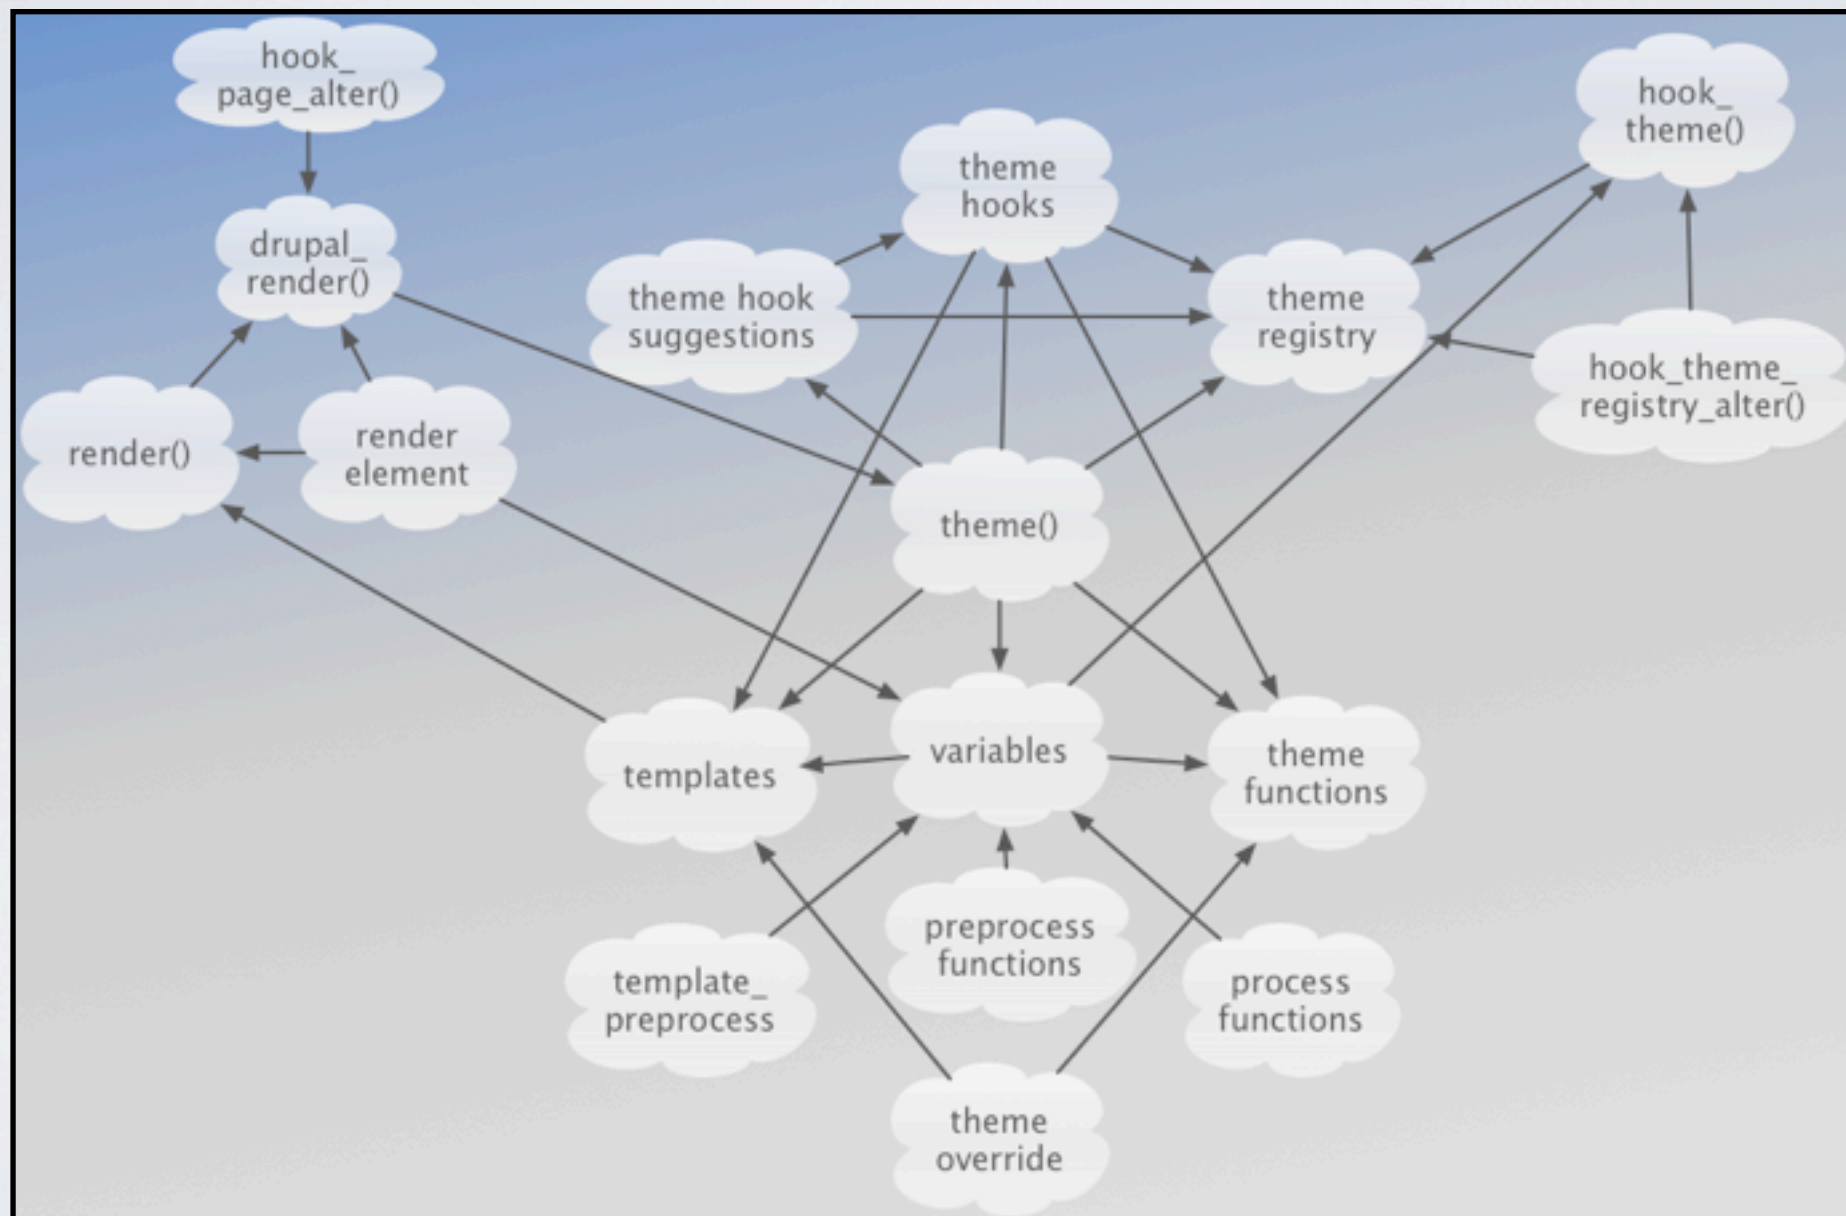 hook_
page_alter()
hook_
theme()
theme
hooks
drupal_
render()
theme hook
suggestions
theme
registry
hook_theme_
registry_alter()
render()
render
element
theme()
templates
variables
theme
functions
template_
preprocess
preprocess
functions
process
functions
theme
override